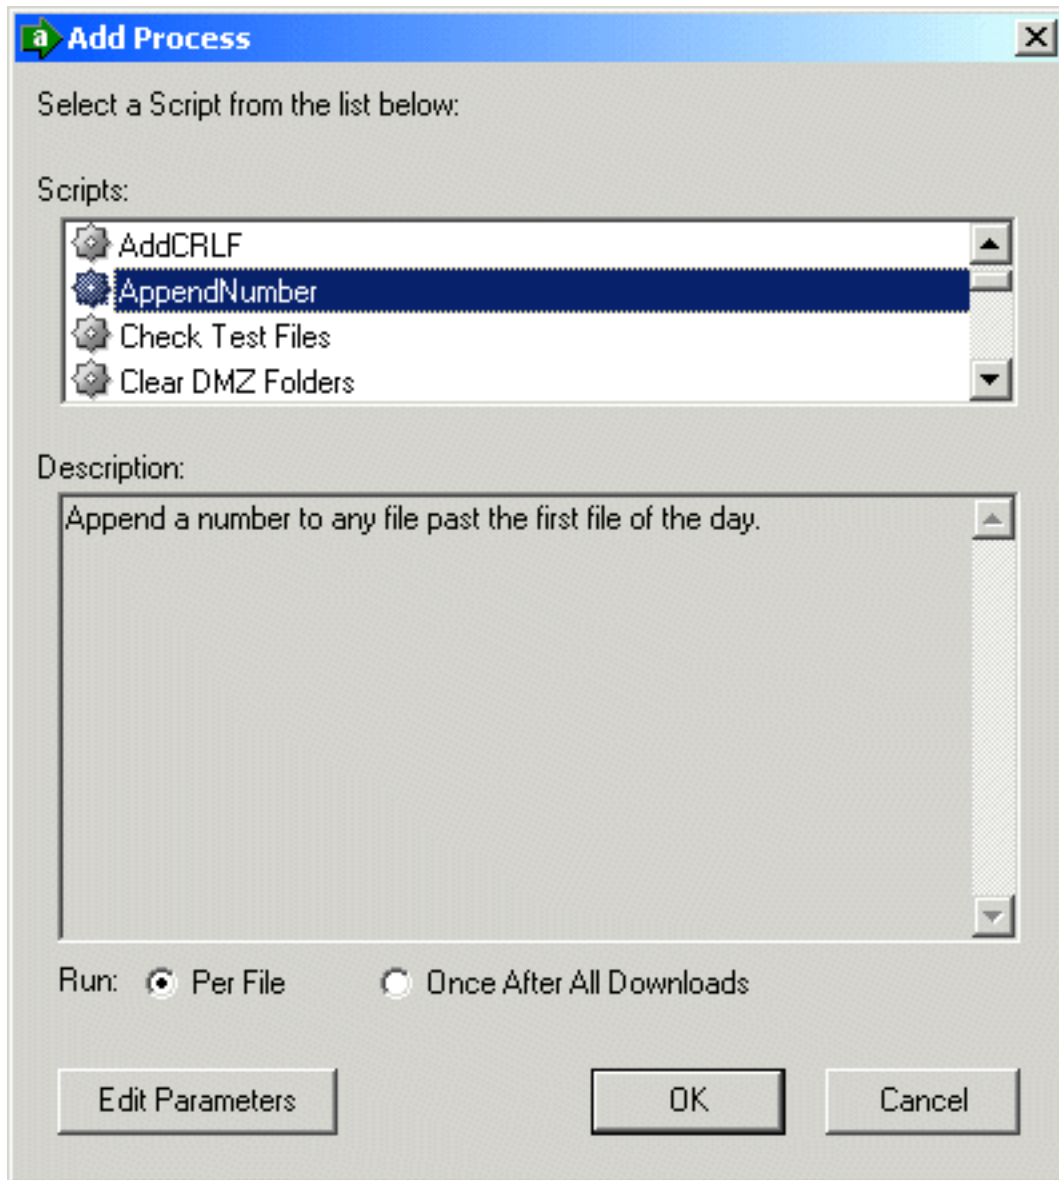 a Add Process
Select a Script from the list below:
Scripts:
AddCRLF
AppendNumber
Check Test Files
Clear DMZ Folders
Description:
Append a number to any file past the first file of the day.
Run: Per File Once After All Downloads
Edit Parameters OK Cancel